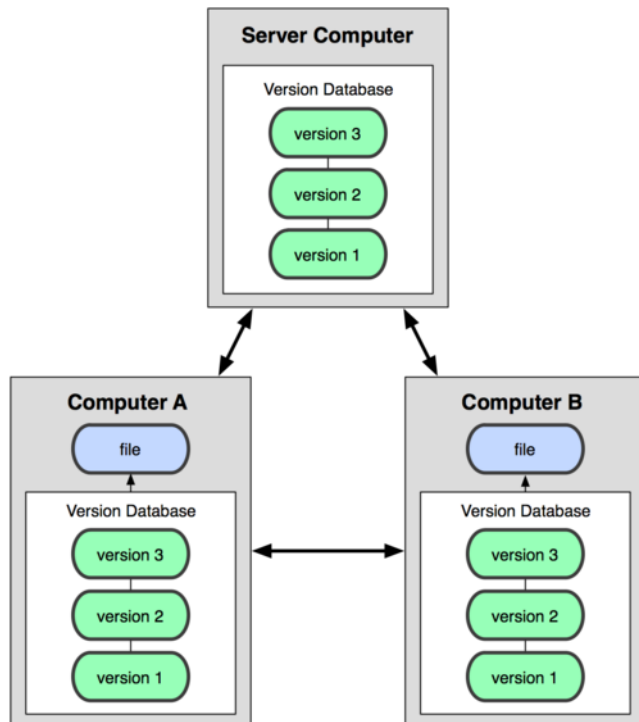 Server Computer
Version Database
version 3
version 2
version 1
Computer A
file
Version Database
version 3
version 2
version 1
Computer B
file
Version Database
version 3
version 2
version 1